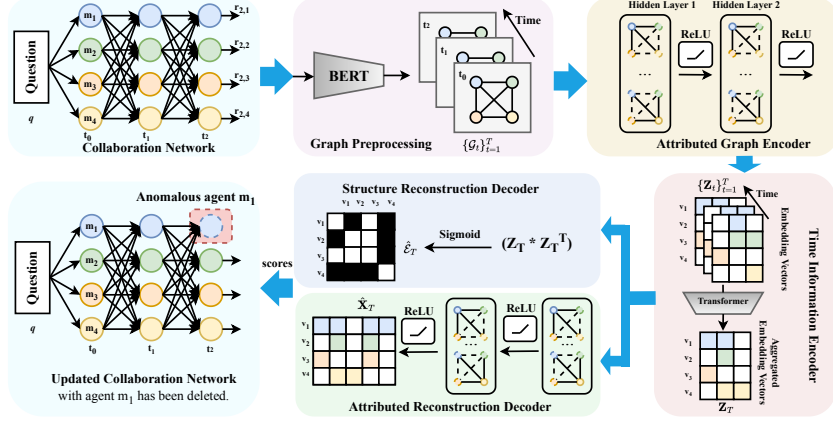 Question
q
m1
m2
m3
m4
t0
t1
t2
r2,1
r2,2
r2,3
r2,4
Collaboration Network
BERT
t2
t1
t0
Time
Graph Preprocessing
{𝒢t}ᵀt=1
Hidden Layer 1
Hidden Layer 2
ReLU
ReLU
...
...
Attributed Graph Encoder
{Zt}ᵀt=1
Time
v1
v2
v3
v4
Embedding Vectors
Transformer
v1
v2
v3
v4
Aggregated
Embedding Vectors
ZT
Time Information Encoder
Structure Reconstruction Decoder
v1 v2 v3 v4
v1
v2
v3
v4
ℰ̂T
Sigmoid
(ZT * ZTᵀ)
X̂T
v1
v2
v3
v4
ReLU
ReLU
...
...
Attributed Reconstruction Decoder
scores
Anomalous agent m1
Question
q
m1
m2
m3
m4
t0
t1
t2
Updated Collaboration Network
with agent m1 has been deleted.